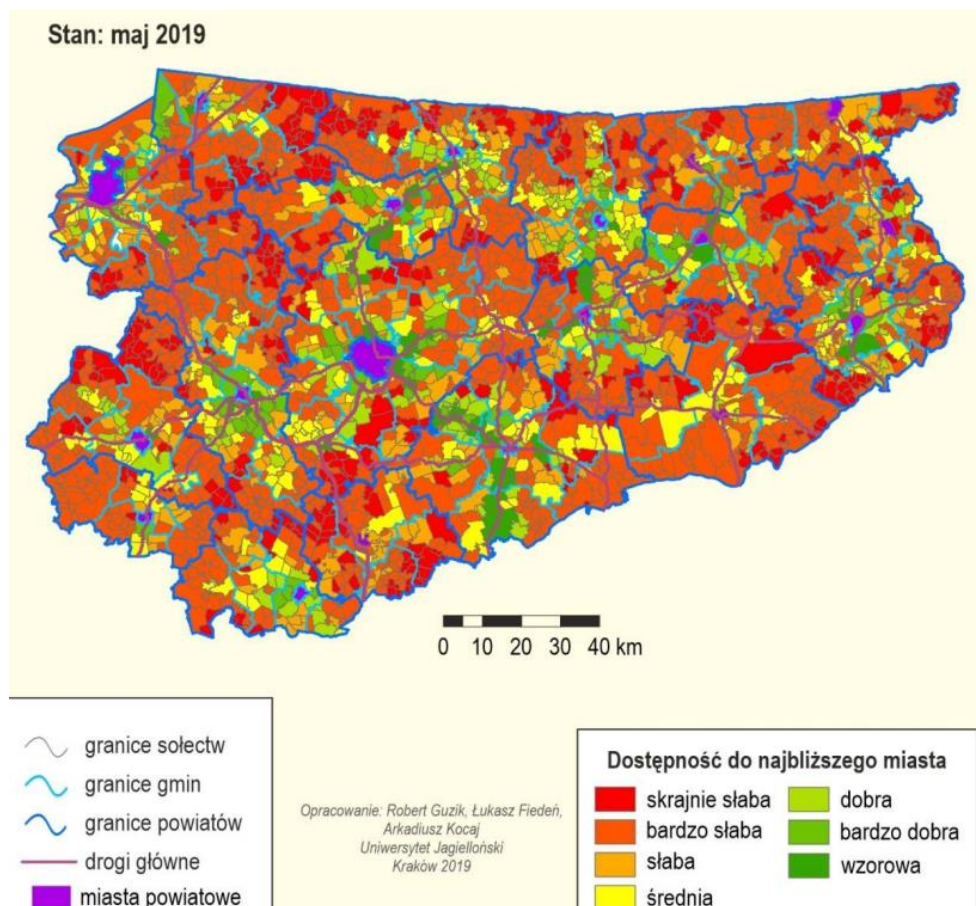 Stan: maj 2019
0 10 20 30 40 km
granice sołectw
granice gmin
granice powiatów
drogi główne
miasta powiatowe
Opracowanie: Robert Guzik, Łukasz Fiedeń,
Arkadiusz Kocaj
Uniwersytet Jagielloński
Kraków 2019
Dostępność do najbliższego miasta
skrajnie słaba
bardzo słaba
słaba
średnia
dobra
bardzo dobra
wzorowa